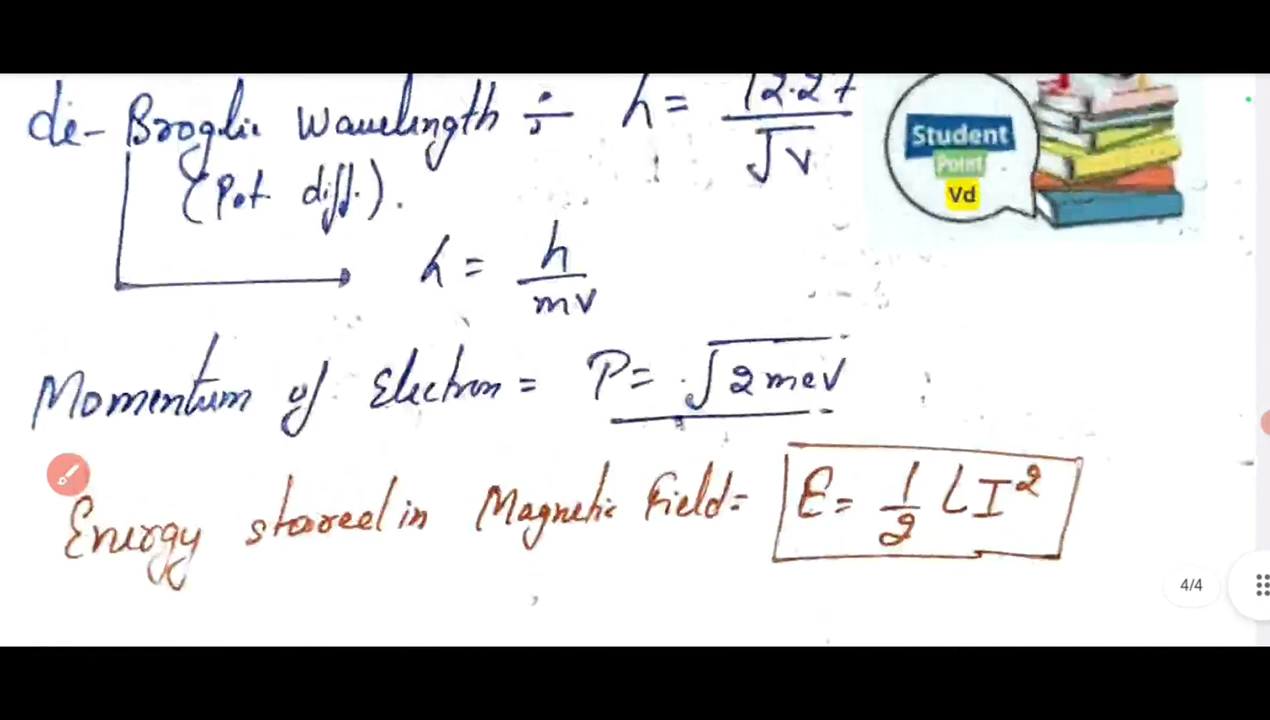 de-Broglie Wavelength ÷ λ = 12.27 / √V
(Pot. diff.).
λ = h / mv
Momentum of Electron = P = √2meV
Energy stored in Magnetic Field = E = 1/2 LI²
Student
Point
Vd
4/4